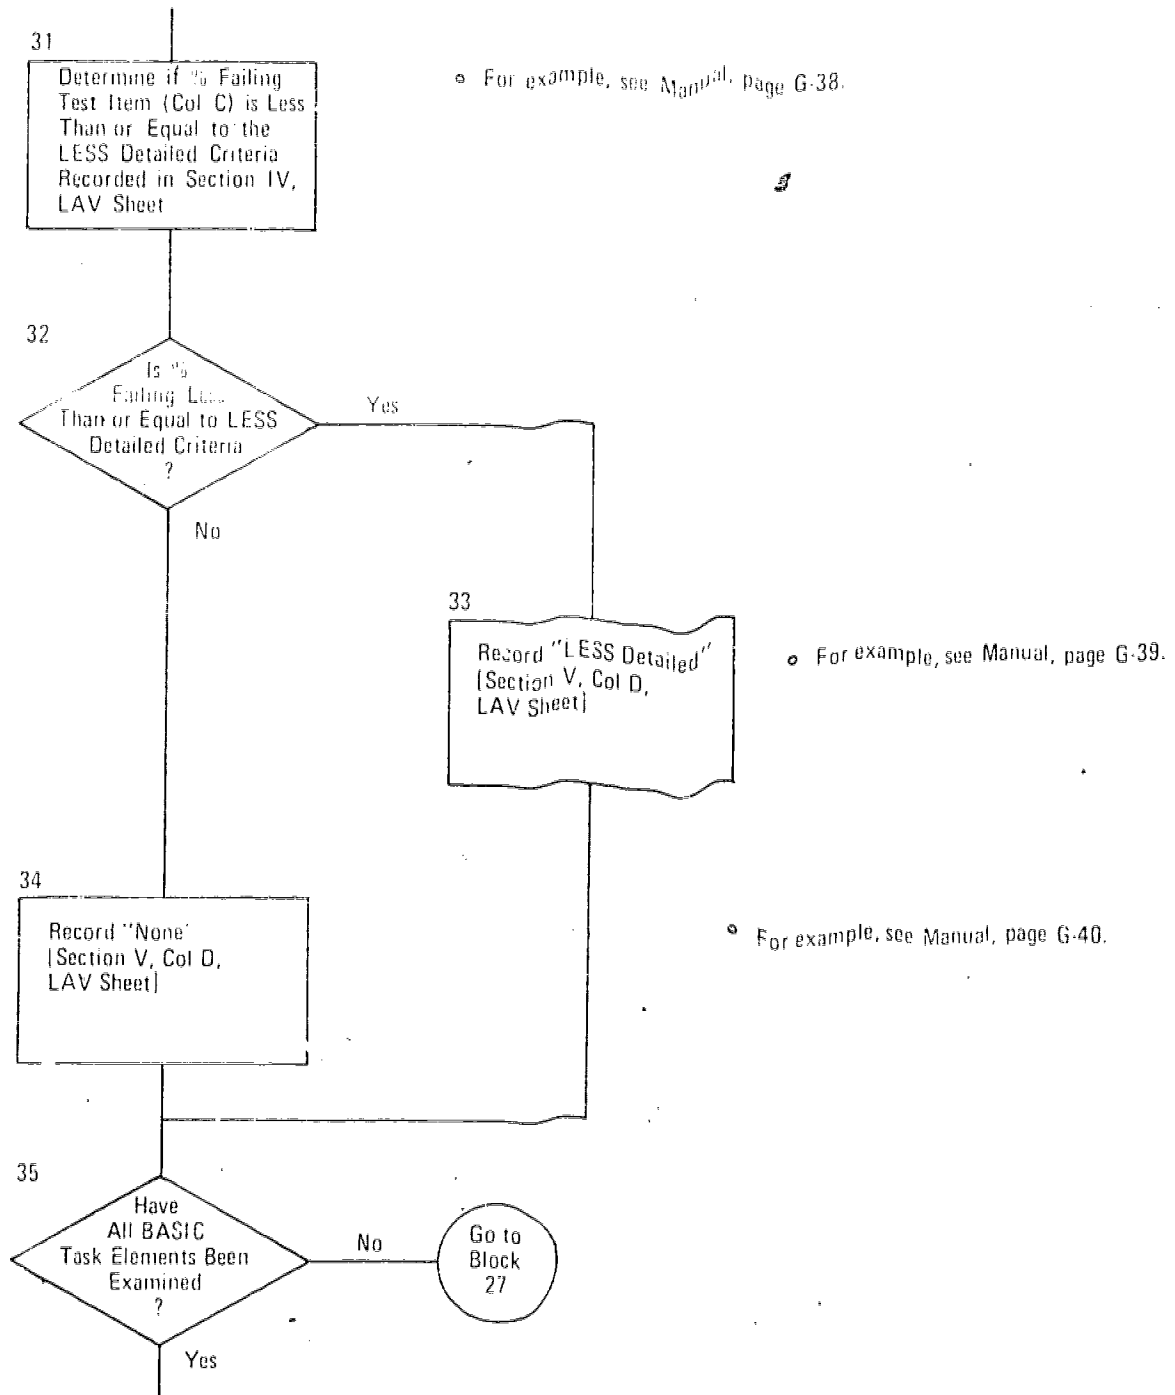 31
Determine if % Failing
Test Item (Col C) is Less
Than or Equal to the
LESS Detailed Criteria
Recorded in Section IV,
LAV Sheet
For example, see Manual, page G-38.
32
Is %
Failing Less
Than or Equal to LESS
Detailed Criteria
?
Yes
No
33
Record "LESS Detailed"
[Section V, Col D,
LAV Sheet]
For example, see Manual, page G-39.
34
Record "None'
[Section V, Col D,
LAV Sheet]
For example, see Manual, page G-40.
35
Have
All BASIC
Task Elements Been
Examined
?
No
Go to
Block
27
Yes